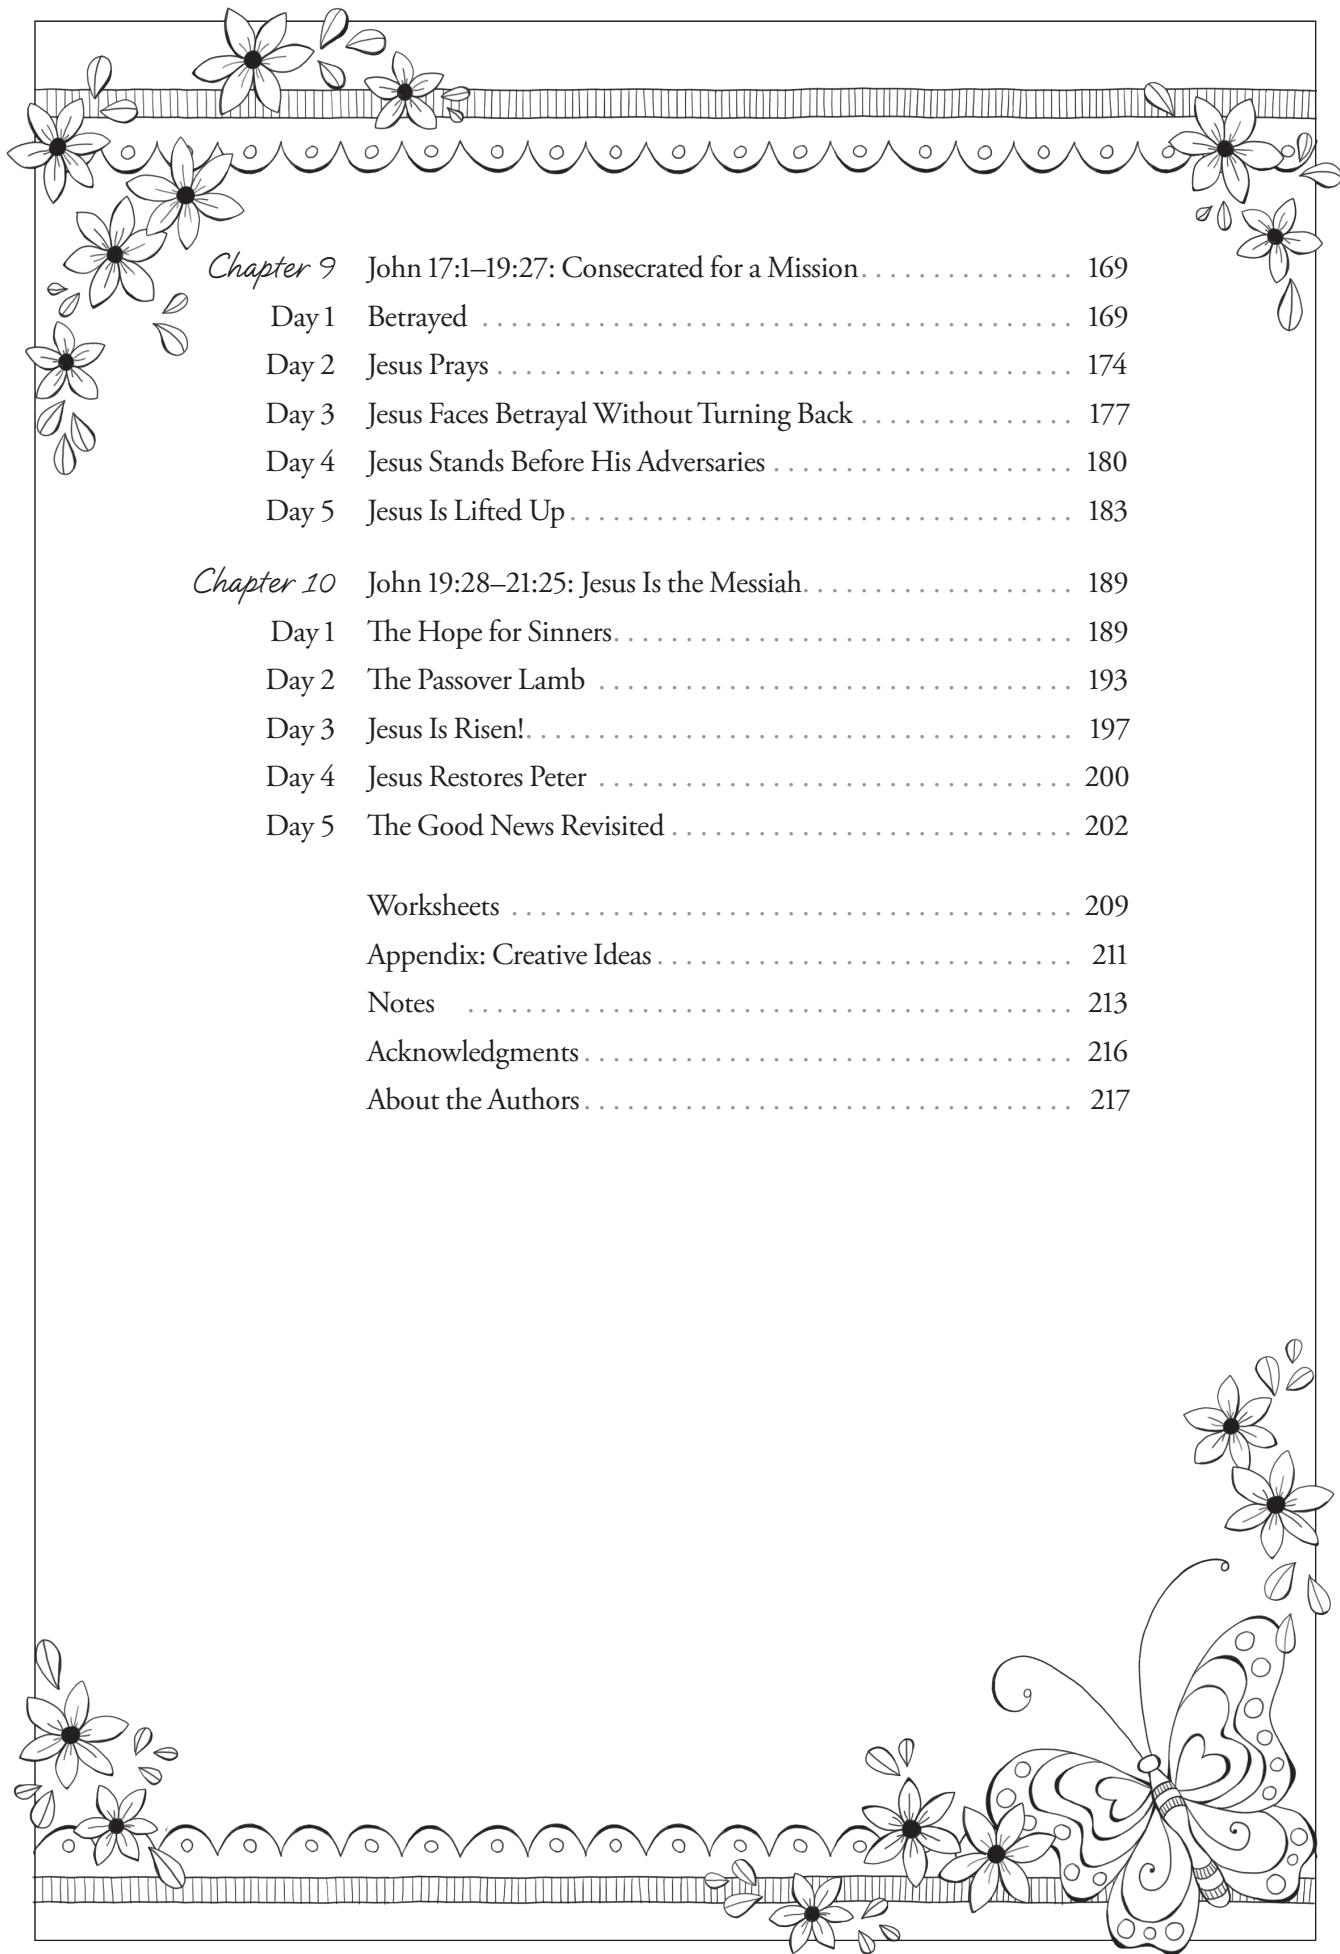 Chapter 9 John 17:1–19:27: Consecrated for a Mission. . . . . . . . . . . . . . . 169
Day 1 Betrayed . . . . . . . . . . . . . . . . . . . . . . . . . . . . . . . . . . . . . . . . . 169
Day 2 Jesus Prays . . . . . . . . . . . . . . . . . . . . . . . . . . . . . . . . . . . . . . . . 174
Day 3 Jesus Faces Betrayal Without Turning Back . . . . . . . . . . . . . . . 177
Day 4 Jesus Stands Before His Adversaries . . . . . . . . . . . . . . . . . . . . . 180
Day 5 Jesus Is Lifted Up . . . . . . . . . . . . . . . . . . . . . . . . . . . . . . . . . . . 183
Chapter 10 John 19:28–21:25: Jesus Is the Messiah. . . . . . . . . . . . . . . . . . . 189
Day 1 The Hope for Sinners. . . . . . . . . . . . . . . . . . . . . . . . . . . . . . . . 189
Day 2 The Passover Lamb . . . . . . . . . . . . . . . . . . . . . . . . . . . . . . . . . 193
Day 3 Jesus Is Risen!. . . . . . . . . . . . . . . . . . . . . . . . . . . . . . . . . . . . . . 197
Day 4 Jesus Restores Peter . . . . . . . . . . . . . . . . . . . . . . . . . . . . . . . . . 200
Day 5 The Good News Revisited . . . . . . . . . . . . . . . . . . . . . . . . . . . . 202
Worksheets . . . . . . . . . . . . . . . . . . . . . . . . . . . . . . . . . . . . . . . 209
Appendix: Creative Ideas . . . . . . . . . . . . . . . . . . . . . . . . . . . . . 211
Notes . . . . . . . . . . . . . . . . . . . . . . . . . . . . . . . . . . . . . . . . . . 213
Acknowledgments . . . . . . . . . . . . . . . . . . . . . . . . . . . . . . . . . . 216
About the Authors . . . . . . . . . . . . . . . . . . . . . . . . . . . . . . . . . . 217